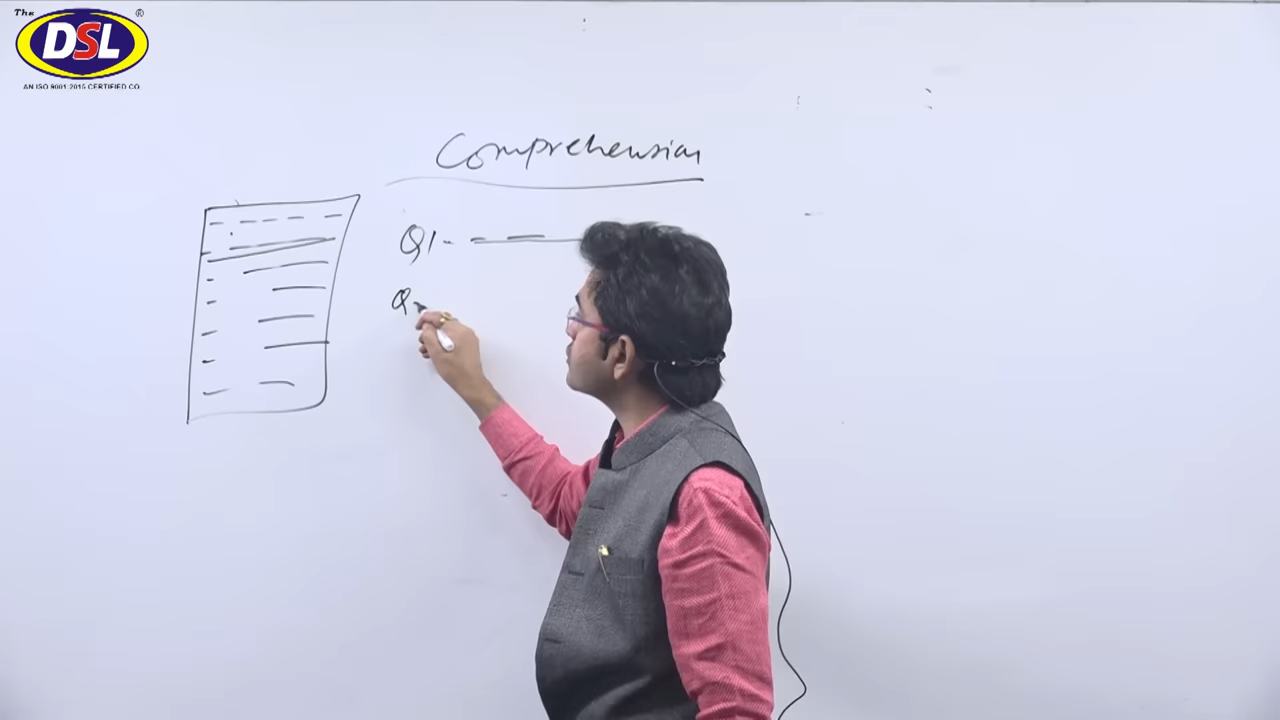 The
®
DSL
AN ISO 9001:2015 CERTIFIED CO.
Comprehension
Q1-
Q